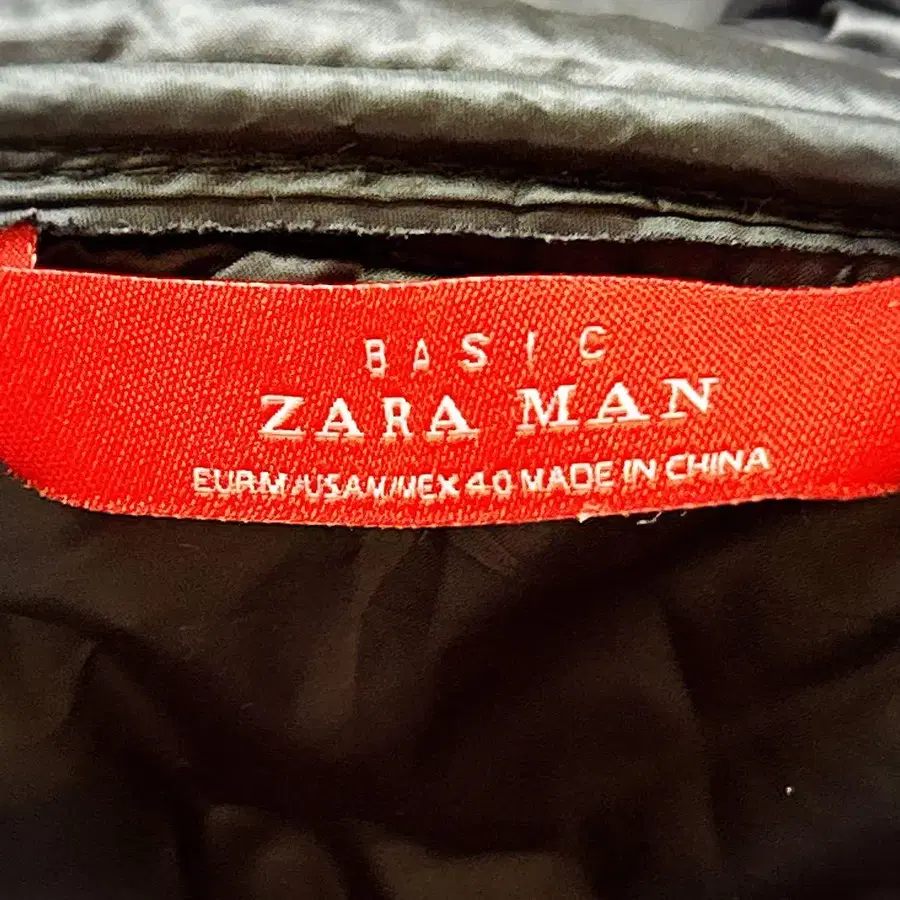 BASIC
ZARA MAN
EUR M/USA M/MEX 40 MADE IN CHINA